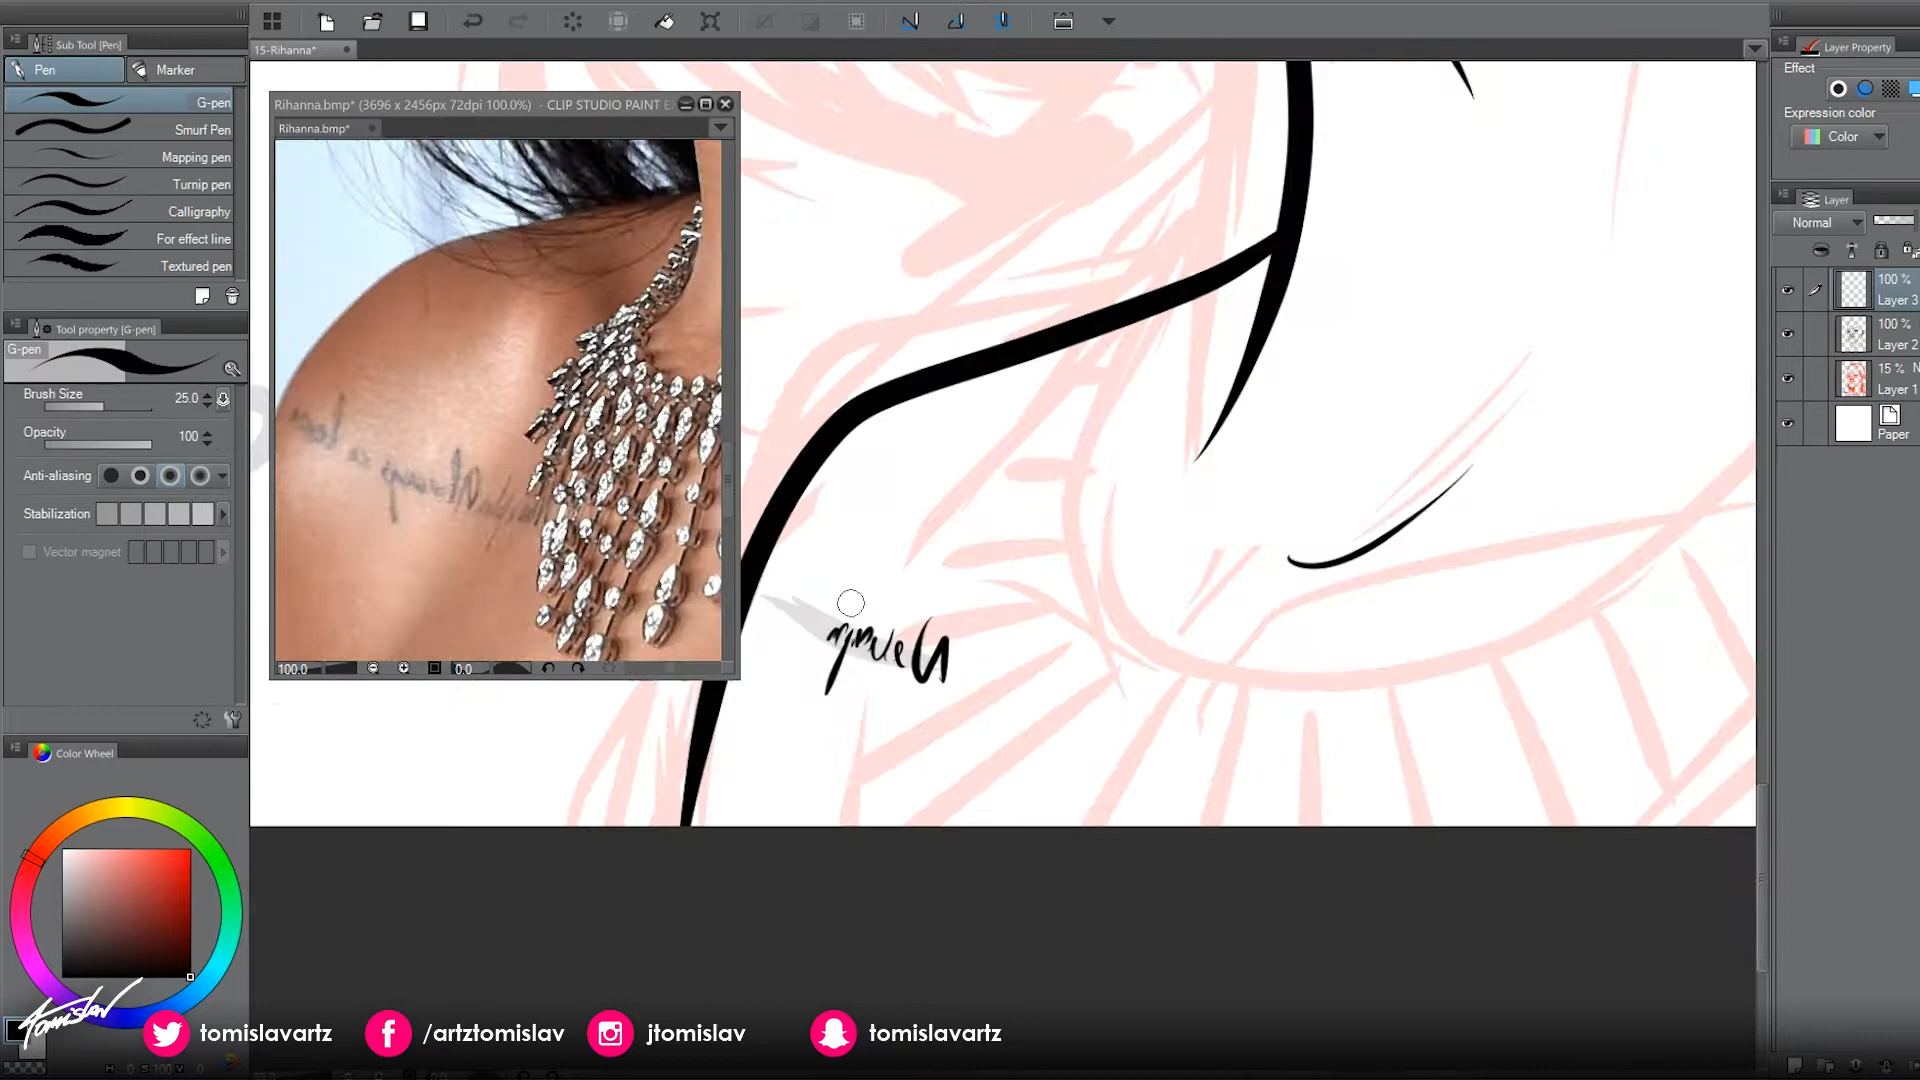 Sub Tool [Pen]
Pen
Marker
G-pen
Smurf Pen
Mapping pen
Turnip pen
Calligraphy
For effect line
Textured pen
Tool property [G-pen]
G-pen
Brush Size 25.0
Opacity 100
Anti-aliasing
Stabilization
Vector magnet
Color Wheel
15-Rihanna*
Rihanna.bmp* (3696 x 2456px 72dpi 100.0%) - CLIP STUDIO PAINT E
Rihanna.bmp*
100.0
0.0
Layer Property
Effect
Expression color
Color
Layer
Normal
100 %
Layer 3
100 %
Layer 2
15 % N
Layer 1
Paper
Tomislav
tomislavartz
/artztomislav
jtomislav
tomislavartz